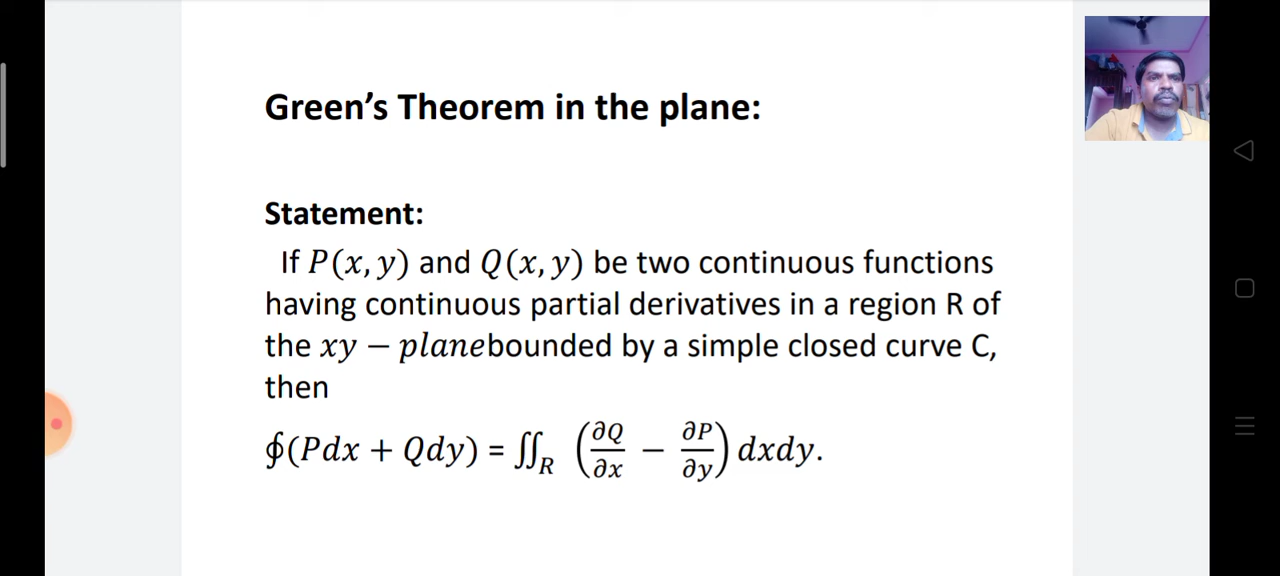 Green’s Theorem in the plane:
Statement:
If P(x, y) and Q(x, y) be two continuous functions
having continuous partial derivatives in a region R of
the xy − planebounded by a simple closed curve C,
then
∮(Pdx + Qdy) = ∬_R (∂Q/∂x − ∂P/∂y) dxdy.